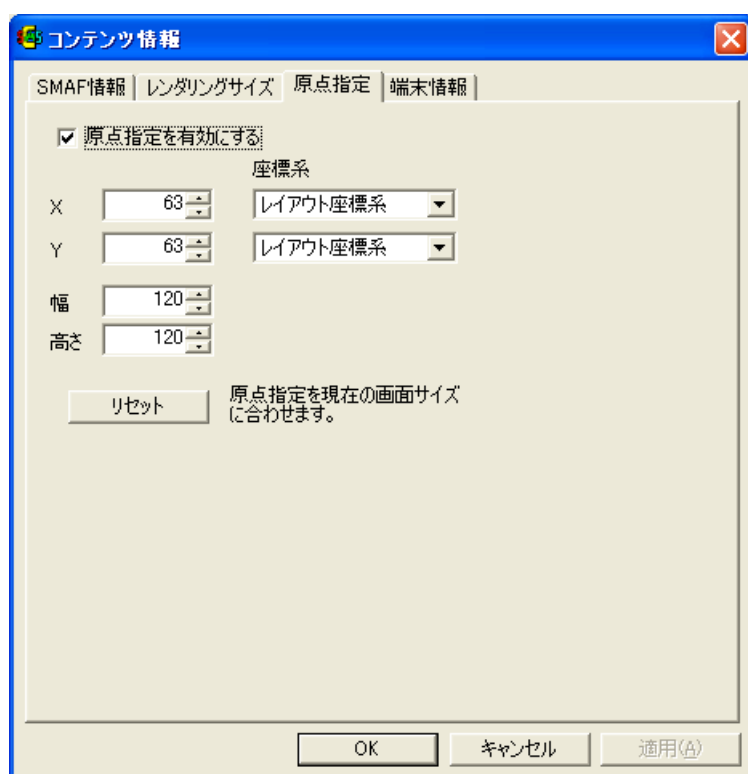 コンテンツ情報
SMAF情報 レンダリングサイズ 原点指定 端末情報
原点指定を有効にする
座標系
X 63 レイアウト座標系
Y 63 レイアウト座標系
幅 120
高さ 120
リセット 原点指定を現在の画面サイズ
に合わせます。
OK キャンセル 適用(A)